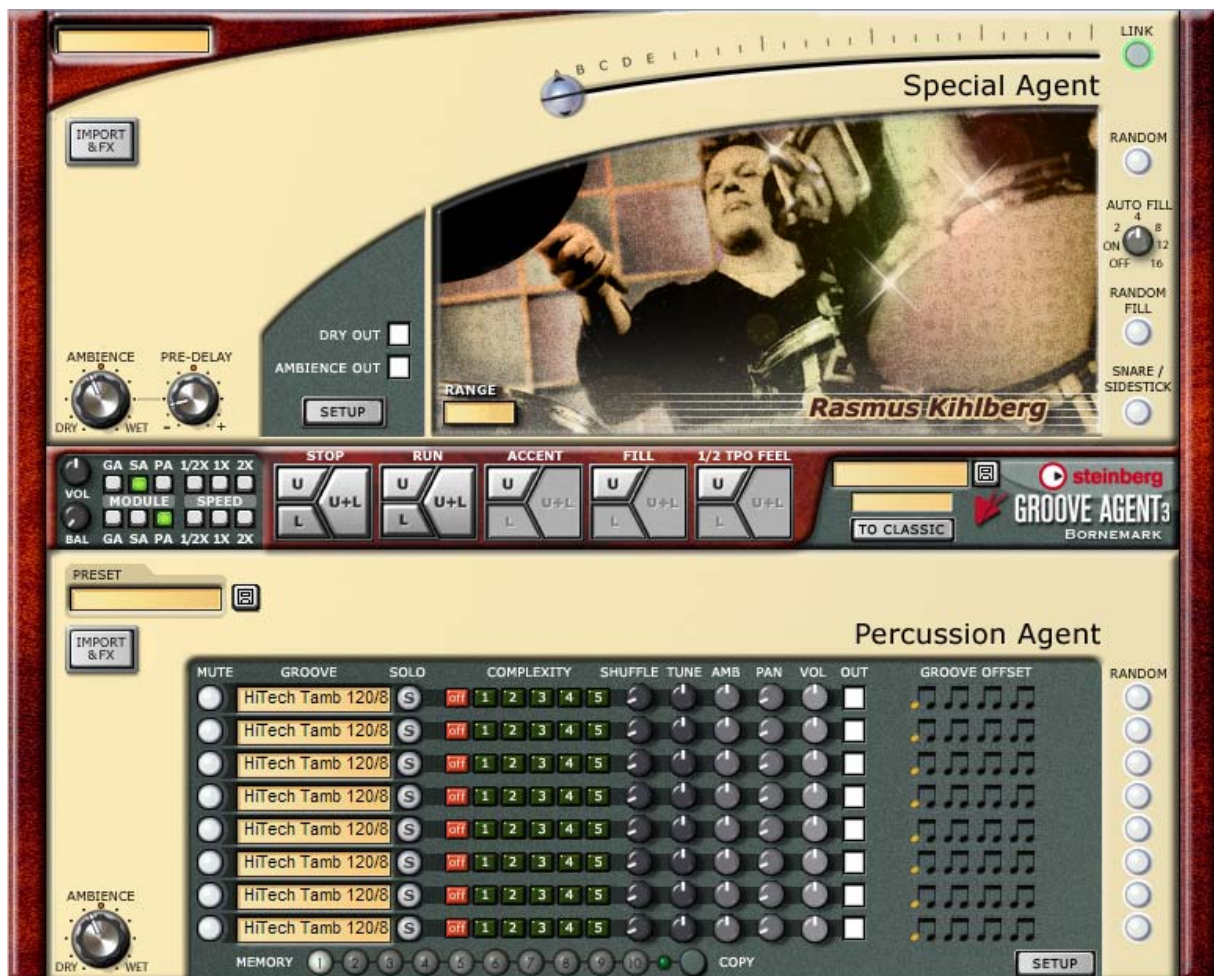 LINK
A B C D E
Special Agent
IMPORT
& FX
RANDOM
AUTO FILL
4
2 8
ON 12
OFF 16
RANDOM
FILL
DRY OUT
AMBIENCE OUT
SETUP
AMBIENCE PRE-DELAY
DRY WET - +
RANGE
Rasmus Kihlberg
SNARE /
SIDESTICK
STOP RUN ACCENT FILL 1/2 TPO FEEL
VOL GA SA PA 1/2X 1X 2X
MODULE SPEED
BAL GA SA PA 1/2X 1X 2X
U L U+L
U L U+L
U L U+L
U L U+L
U L U+L
TO CLASSIC
steinberg
GROOVE AGENT3
BORNEMARK
PRESET
IMPORT
& FX
Percussion Agent
MUTE GROOVE SOLO COMPLEXITY SHUFFLE TUNE AMB PAN VOL OUT GROOVE OFFSET RANDOM
HiTech Tamb 120/8 S off 1 2 3 4 5
HiTech Tamb 120/8 S off 1 2 3 4 5
HiTech Tamb 120/8 S off 1 2 3 4 5
HiTech Tamb 120/8 S off 1 2 3 4 5
HiTech Tamb 120/8 S off 1 2 3 4 5
HiTech Tamb 120/8 S off 1 2 3 4 5
HiTech Tamb 120/8 S off 1 2 3 4 5
HiTech Tamb 120/8 S off 1 2 3 4 5
AMBIENCE
DRY WET
MEMORY 1 2 3 4 5 6 7 8 9 10 COPY
SETUP